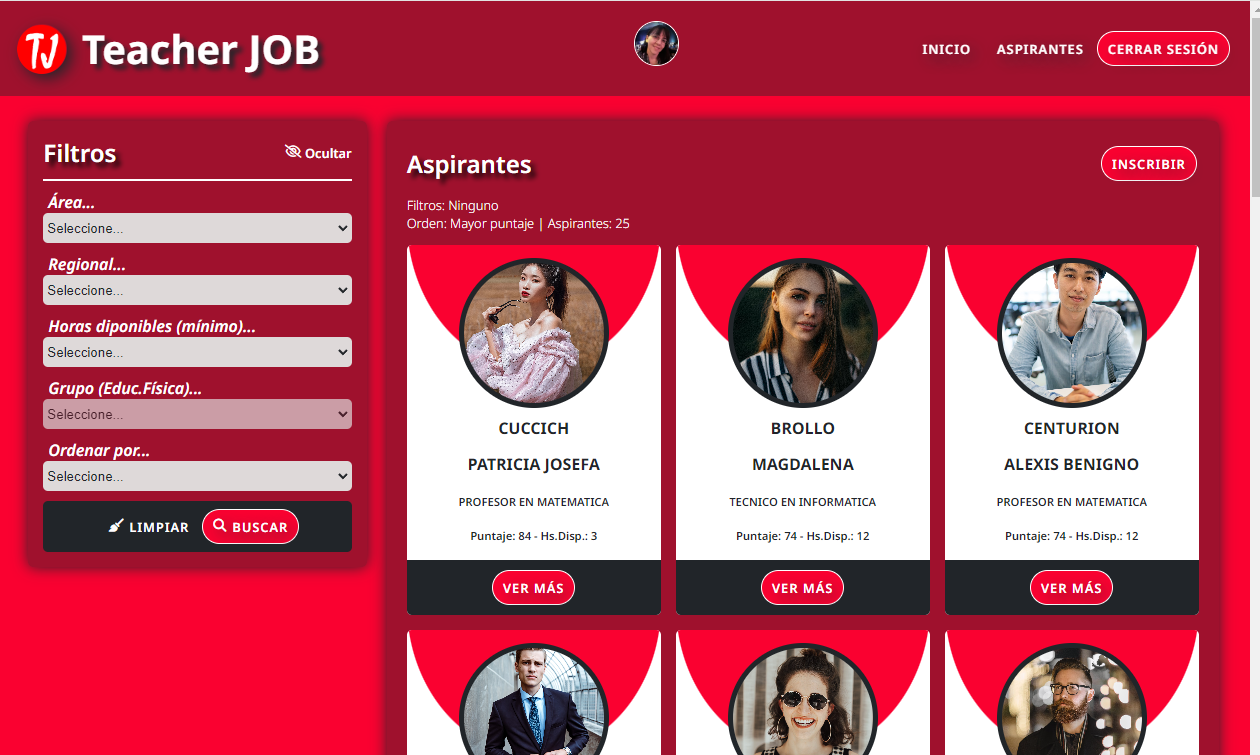 TJ Teacher JOB
INICIO ASPIRANTES CERRAR SESIÓN
Filtros
Ocultar
Área...
Seleccione...
Regional...
Seleccione...
Horas diponibles (mínimo)...
Seleccione...
Grupo (Educ.Física)...
Seleccione...
Ordenar por...
Seleccione...
LIMPIAR BUSCAR
Aspirantes
INSCRIBIR
Filtros: Ninguno
Orden: Mayor puntaje | Aspirantes: 25
CUCCICH
PATRICIA JOSEFA
PROFESOR EN MATEMATICA
Puntaje: 84 - Hs.Disp.: 3
VER MÁS
BROLLO
MAGDALENA
TECNICO EN INFORMATICA
Puntaje: 74 - Hs.Disp.: 12
VER MÁS
CENTURION
ALEXIS BENIGNO
PROFESOR EN MATEMATICA
Puntaje: 74 - Hs.Disp.: 12
VER MÁS